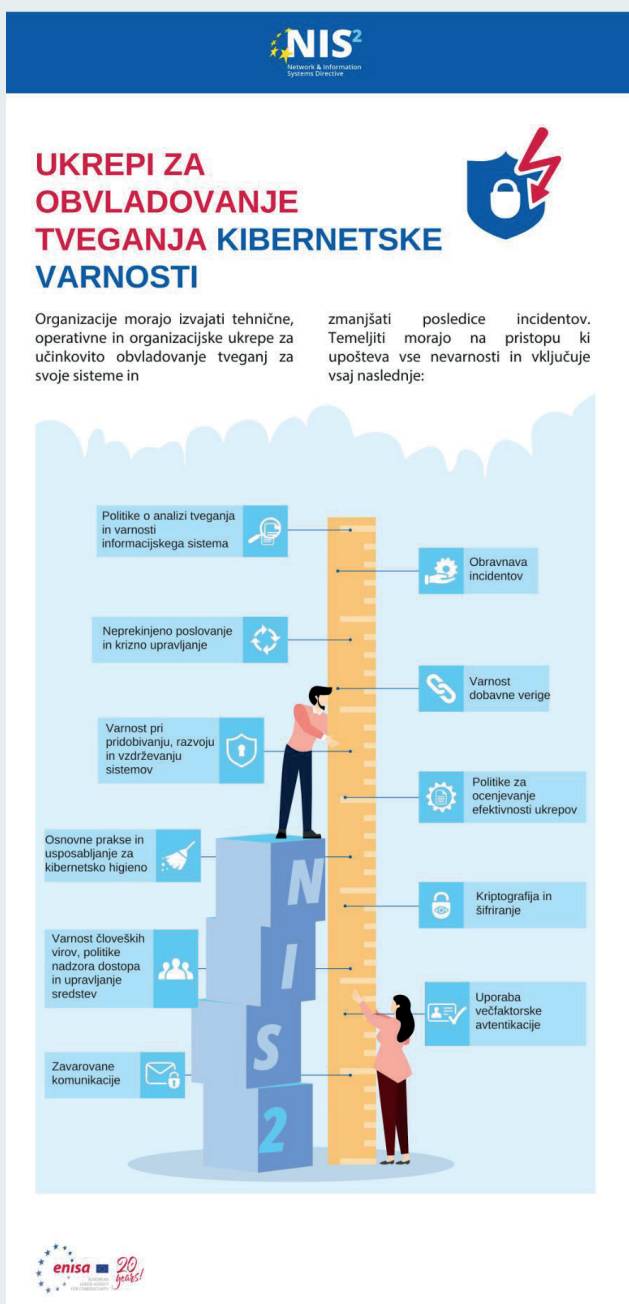 NIS2
Network & Information
Systems Directive
UKREPI ZA
OBVLADOVANJE
TVEGANJA KIBERNETSKE
VARNOSTI
Organizacije morajo izvajati tehnične,
operativne in organizacijske ukrepe za
učinkovito obvladovanje tveganj za
svoje sisteme in
zmanjšati posledice incidentov.
Temeljiti morajo na pristopu ki
upošteva vse nevarnosti in vključuje
vsaj naslednje:
Politike o analizi tveganja
in varnosti
informacijskega sistema
Obravnava
incidentov
Neprekinjeno poslovanje
in krizno upravljanje
Varnost
dobavne verige
Varnost pri
pridobivanju, razvoju
in vzdrževanju
sistemov
Politike za
ocenjevanje
efektivnosti ukrepov
Osnovne prakse in
usposabljanje za
kibernetsko higieno
Kriptografija in
šifriranje
Varnost človeških
virov, politike
nadzora dostopa
in upravljanje
sredstev
Uporaba
večfaktorske
avtentikacije
Zavarovane
komunikacije
N
I
S
2
enisa
EUROPEAN
UNION AGENCY
FOR CYBERSECURITY
20
years!